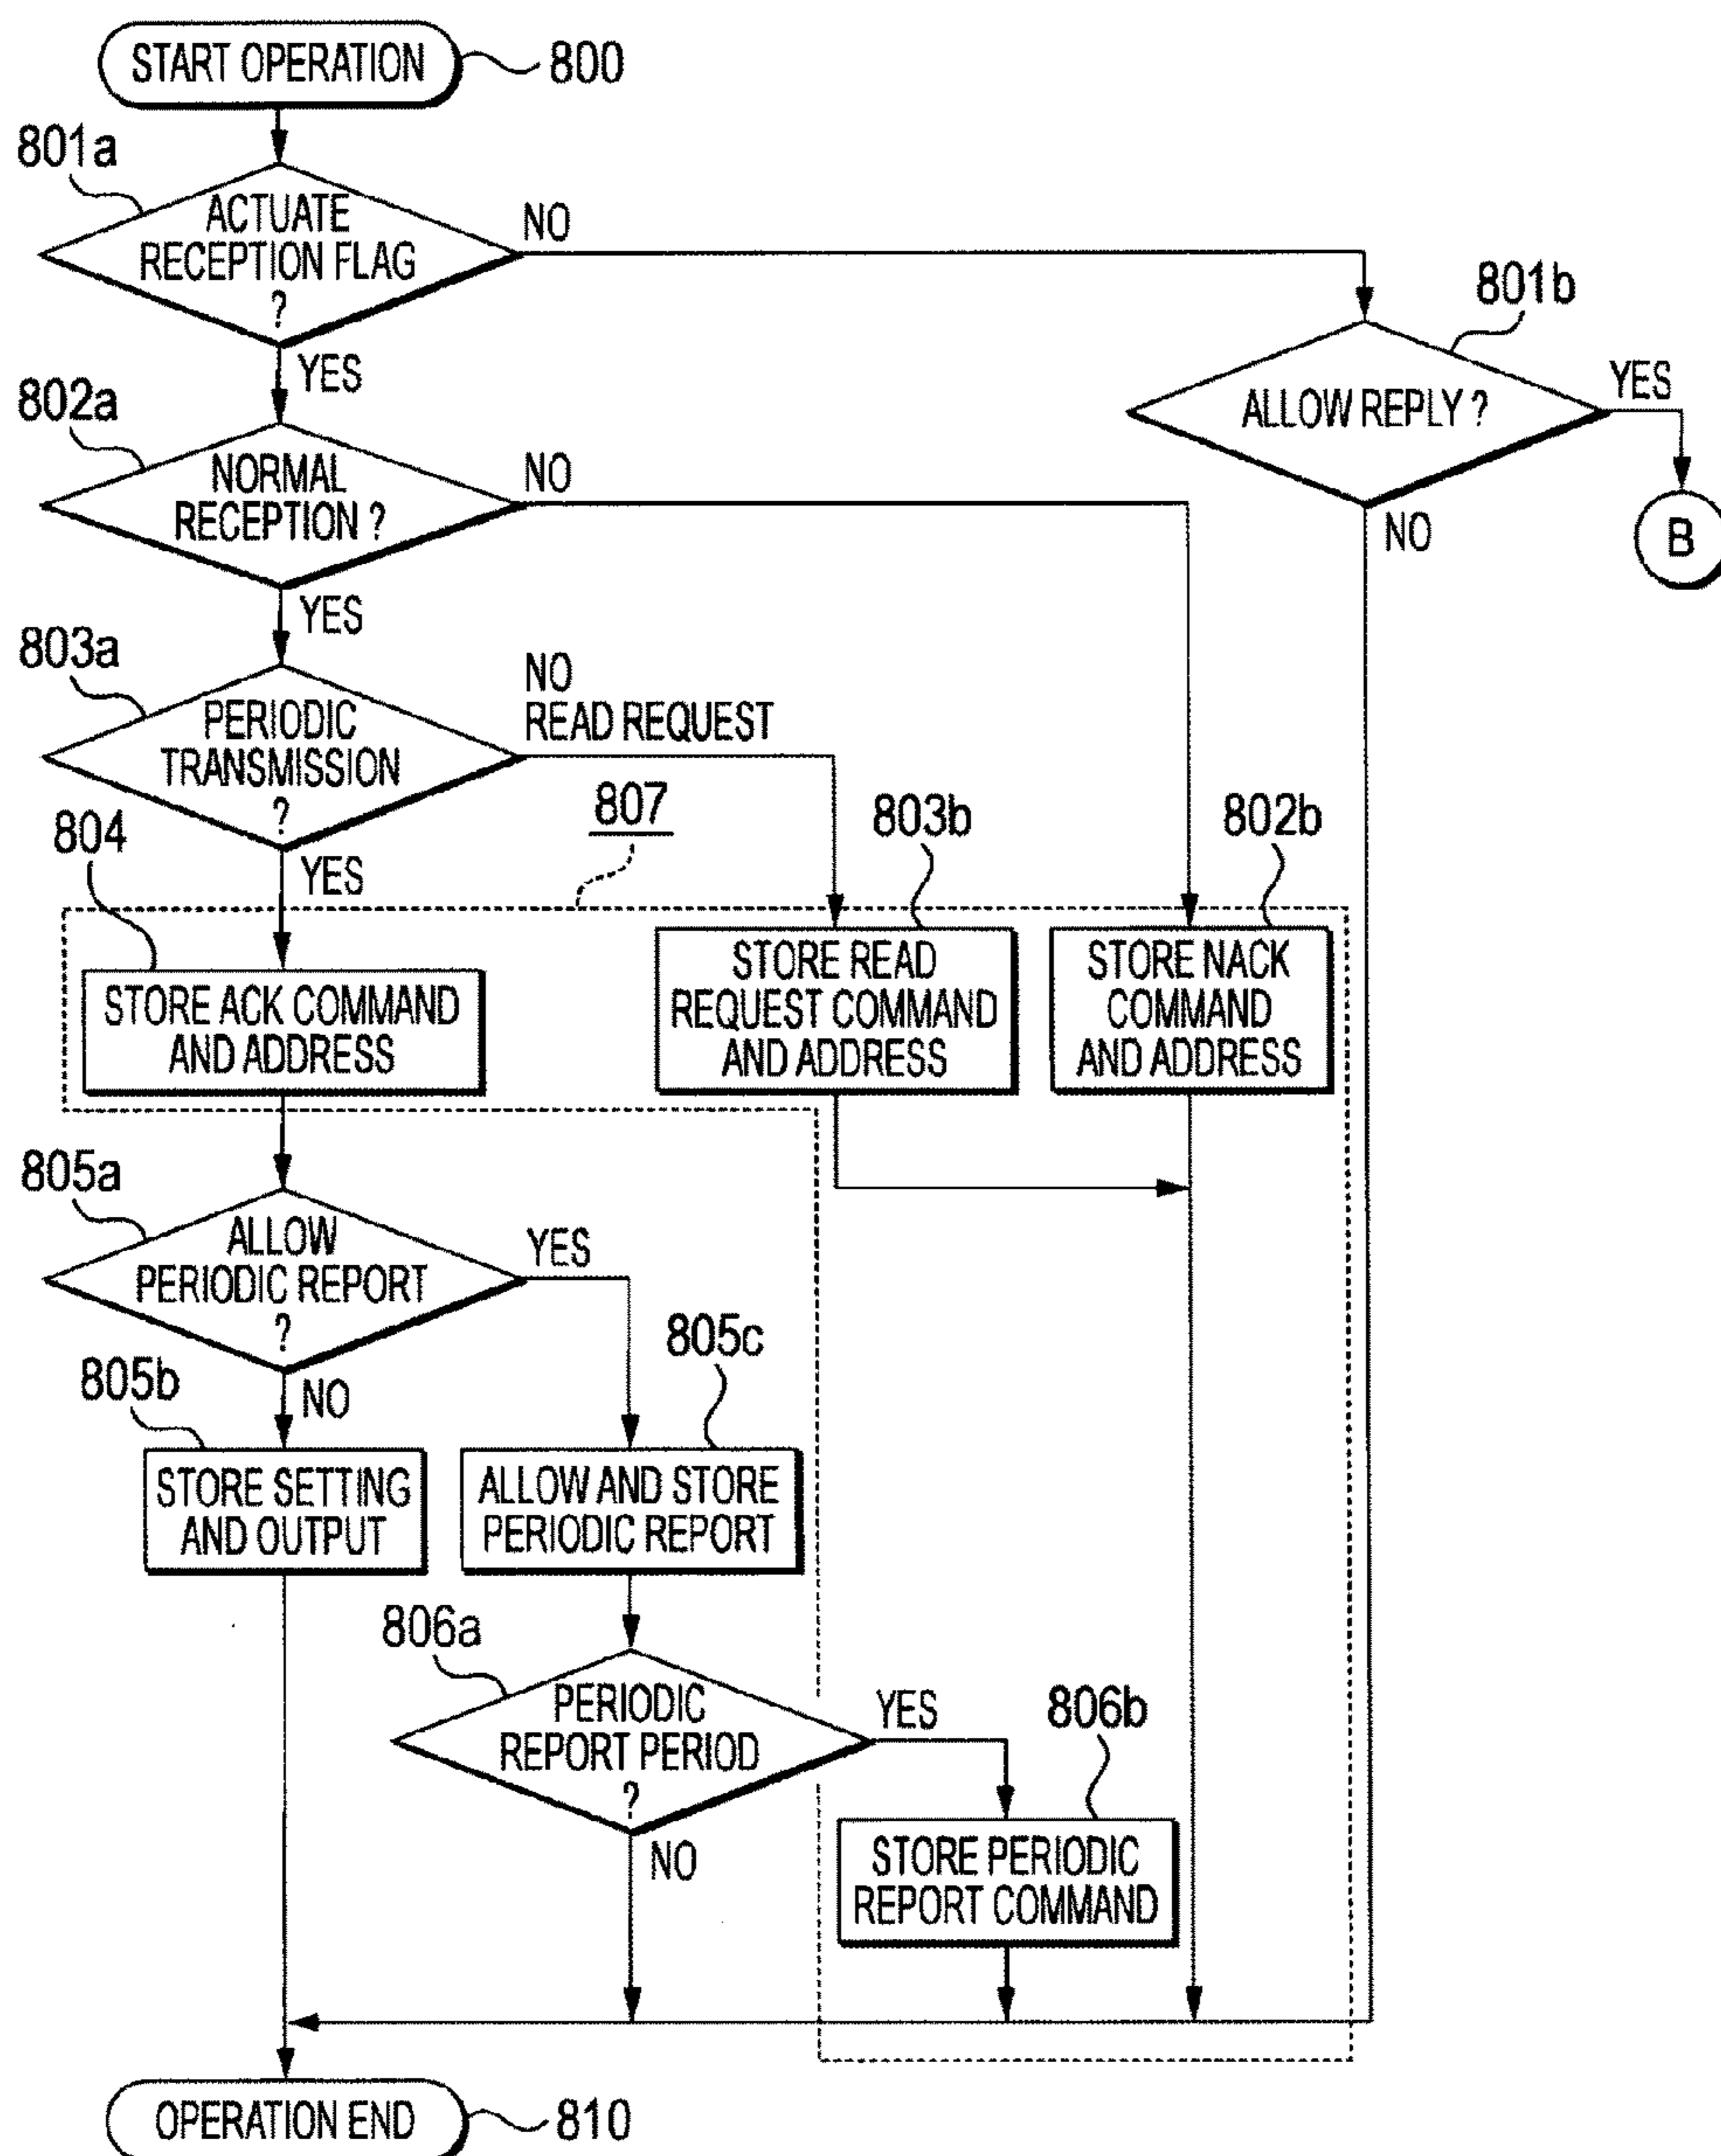 START OPERATION
800
801a
ACTUATE
RECEPTION FLAG
?
NO
YES
801b
ALLOW REPLY ?
YES
NO
B
802a
NORMAL
RECEPTION ?
NO
YES
803a
PERIODIC
TRANSMISSION
?
NO
READ REQUEST
YES
807
804
STORE ACK COMMAND
AND ADDRESS
803b
STORE READ
REQUEST COMMAND
AND ADDRESS
802b
STORE NACK
COMMAND
AND ADDRESS
805a
ALLOW
PERIODIC REPORT
?
YES
NO
805b
STORE SETTING
AND OUTPUT
805c
ALLOW AND STORE
PERIODIC REPORT
806a
PERIODIC
REPORT PERIOD
?
YES
NO
806b
STORE PERIODIC
REPORT COMMAND
OPERATION END
810